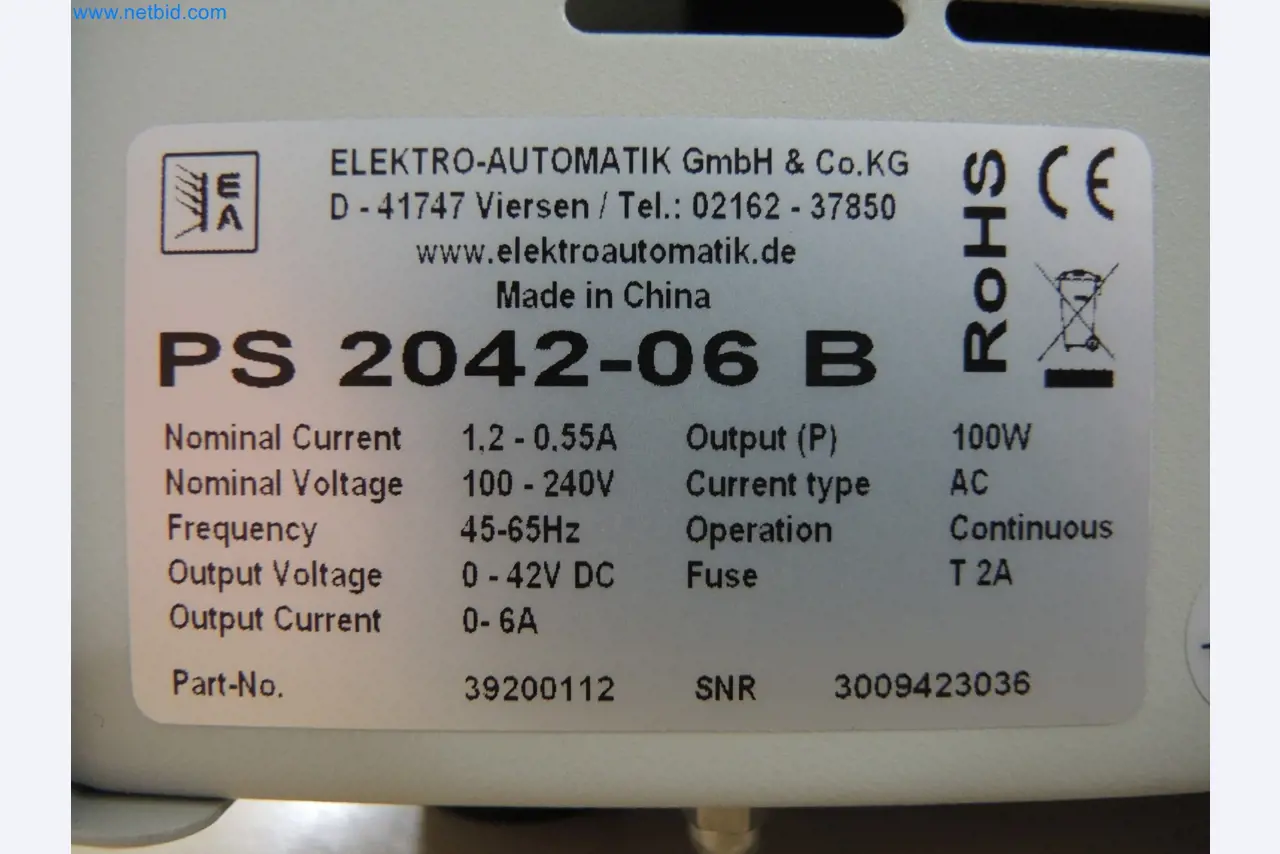 www.netbid.com
EA
ELEKTRO-AUTOMATIK GmbH & Co.KG
D - 41747 Viersen / Tel.: 02162 - 37850
www.elektroautomatik.de
Made in China
RoHS
CE
PS 2042-06 B
Nominal Current 1,2 - 0,55A Output (P) 100W
Nominal Voltage 100 - 240V Current type AC
Frequency 45-65Hz Operation Continuous
Output Voltage 0 - 42V DC Fuse T 2A
Output Current 0- 6A
Part-No. 39200112 SNR 3009423036